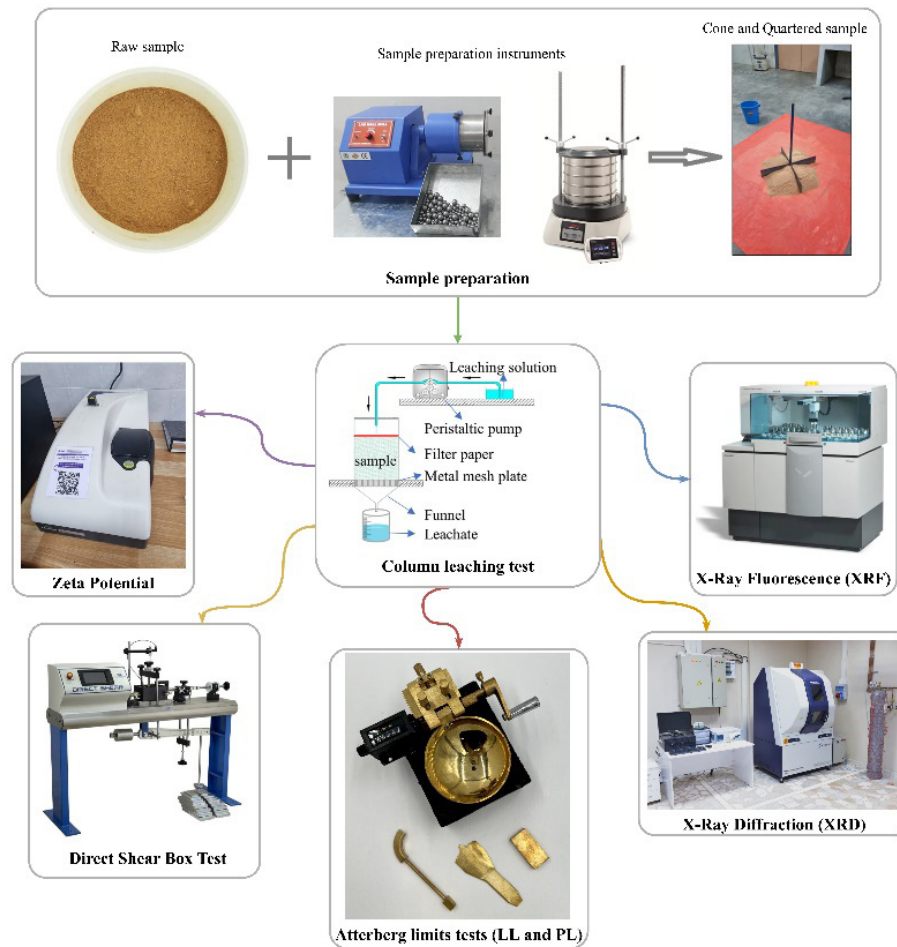 Raw sample
Sample preparation instruments
Cone and Quartered sample
Sample preparation
Leaching solution
Peristaltic pump
Filter paper
sample
Metal mesh plate
Funnel
Leachate
Column leaching test
Zeta Potential
X-Ray Fluorescence (XRF)
DIRECT SHEAR
Direct Shear Box Test
Atterberg limits tests (LL and PL)
X-Ray Diffraction (XRD)